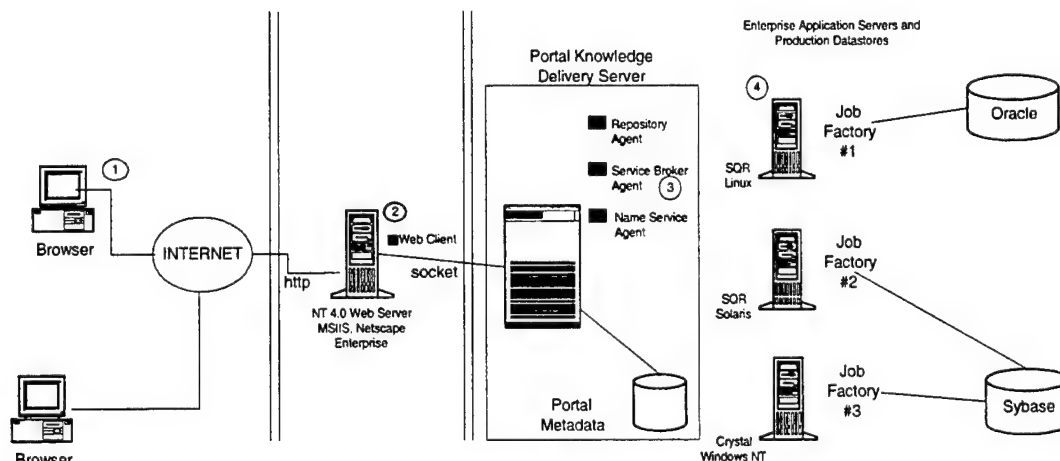 Enterprise Application Servers and
Production Datastores
Portal Knowledge
Delivery Server
1
Browser
INTERNET
http
2
Web Client
socket
NT 4.0 Web Server
MSIIS, Netscape
Enterprise
Repository
Agent
Service Broker
Agent
3
Name Service
Agent
Portal
Metadata
4
SQR
Linux
Job
Factory
#1
Oracle
SQR
Solaris
Job
Factory
#2
Crystal
Windows NT
Job
Factory
#3
Sybase
Browser